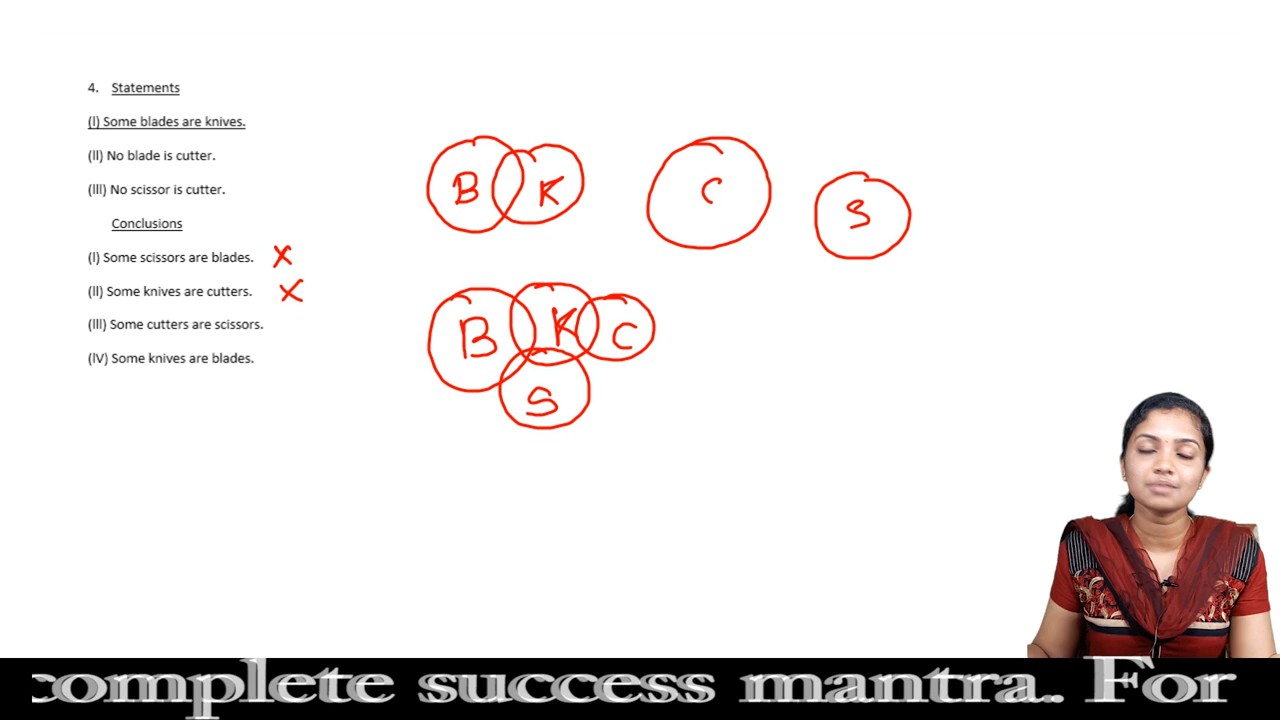 4. Statements
(I) Some blades are knives.
(II) No blade is cutter.
(III) No scissor is cutter.
Conclusions
(I) Some scissors are blades. X
(II) Some knives are cutters. X
(III) Some cutters are scissors.
(IV) Some knives are blades.
B K C S
B K C
S
complete success mantra. For